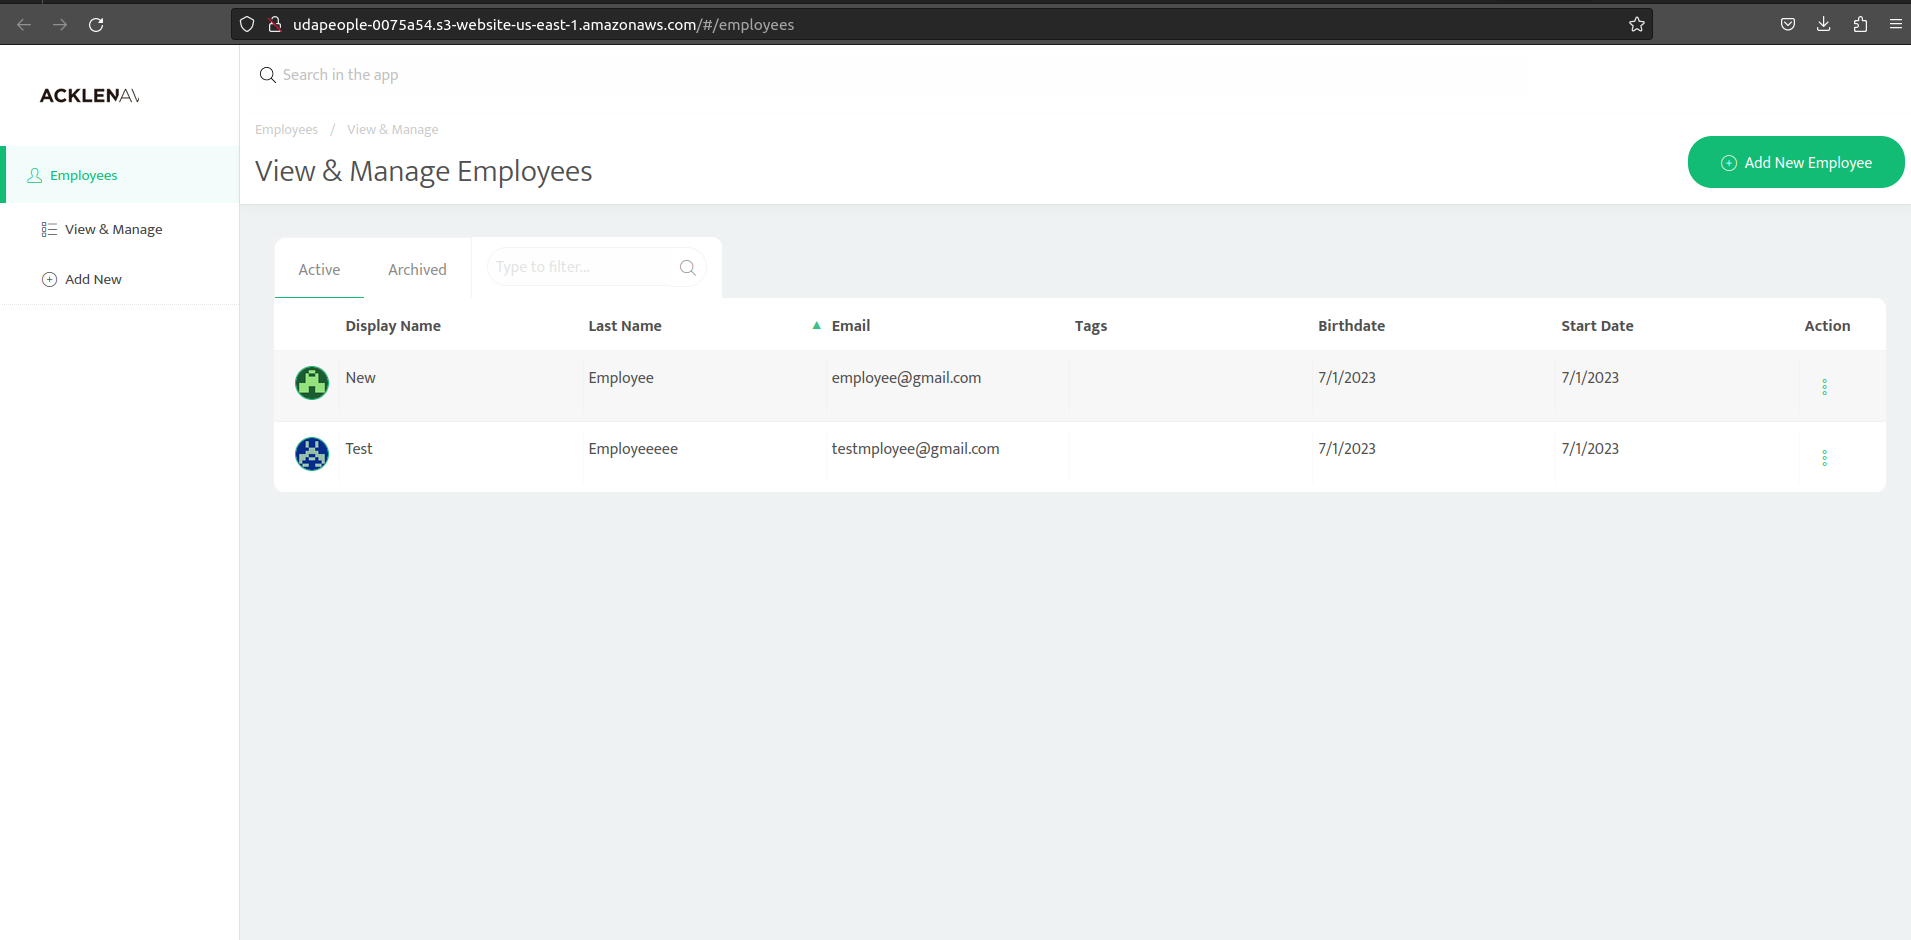 udapeople-0075a54.s3-website-us-east-1.amazonaws.com/#/employees
ACKLENAV
Search in the app
Employees / View & Manage
View & Manage Employees
Add New Employee
Employees
View & Manage
Add New
Active Archived Type to filter...
Display Name Last Name Email Tags Birthdate Start Date Action
New Employee employee@gmail.com 7/1/2023 7/1/2023
Test Employeeeee testmployee@gmail.com 7/1/2023 7/1/2023